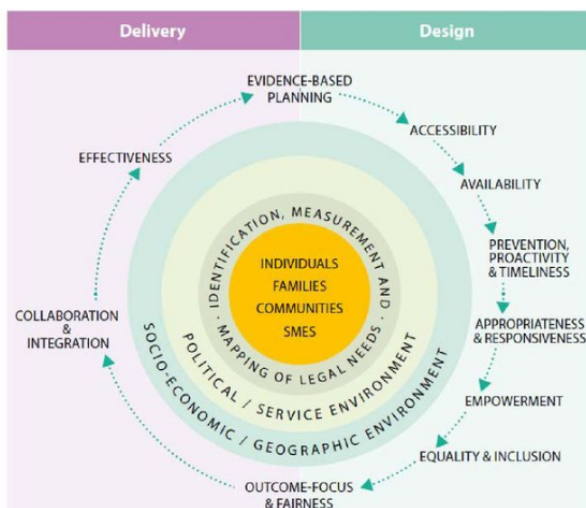 Delivery
Design
EVIDENCE-BASED
PLANNING
ACCESSIBILITY
AVAILABILITY
PREVENTION,
PROACTIVITY
& TIMELINESS
APPROPRIATENESS
& RESPONSIVENESS
EMPOWERMENT
EQUALITY & INCLUSION
OUTCOME-FOCUS
& FAIRNESS
COLLABORATION
&
INTEGRATION
EFFECTIVENESS
INDIVIDUALS
FAMILIES
COMMUNITIES
SMES
· IDENTIFICATION, MEASUREMENT AND ·
MAPPING OF LEGAL NEEDS
POLITICAL / SERVICE ENVIRONMENT
SOCIO-ECONOMIC / GEOGRAPHIC ENVIRONMENT